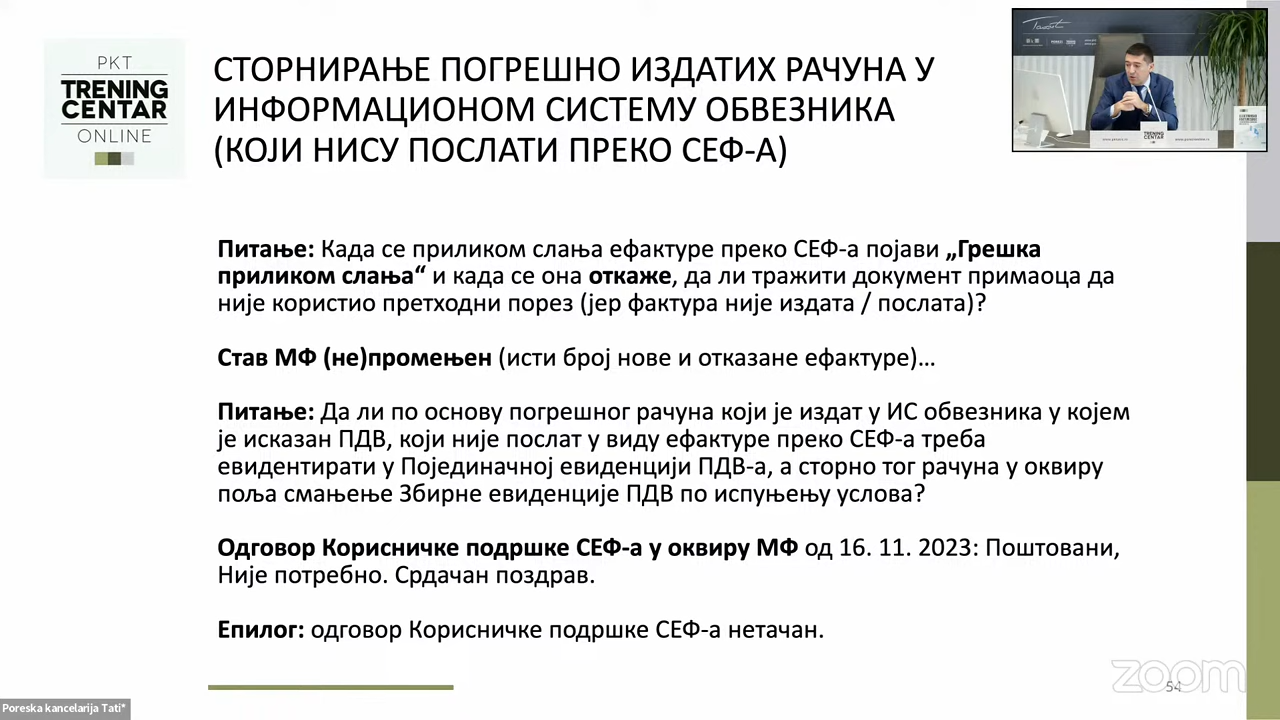 PKT
TRENING
CENTAR
ONLINE
СТОРНИРАЊЕ ПОГРЕШНО ИЗДАТИХ РАЧУНА У
ИНФОРМАЦИОНОМ СИСТЕМУ ОБВЕЗНИКА
(КОЈИ НИСУ ПОСЛАТИ ПРЕКО СЕФ-А)
TRENING
CENTAR
Питање: Када се приликом слања ефактуре преко СЕФ-а појави „Грешка
приликом слања“ и када се она откаже, да ли тражити документ примаоца да
није користио претходни порез (јер фактура није издата / послата)?
Став МФ (не)промењен (исти број нове и отказане ефактуре)...
Питање: Да ли по основу погрешног рачуна који је издат у ИС обвезника у којем
је исказан ПДВ, који није послат у виду ефактуре преко СЕФ-а треба
евидентирати у Појединачној евиденцији ПДВ-а, а сторно тог рачуна у оквиру
поља смањење Збирне евиденције ПДВ по испуњењу услова?
Одговор Корисничке подршке СЕФ-а у оквиру МФ од 16. 11. 2023: Поштовани,
Није потребно. Срдачан поздрав.
Епилог: одговор Корисничке подршке СЕФ-а нетачан.
zoom
54
Poreska kancelarija Tati*